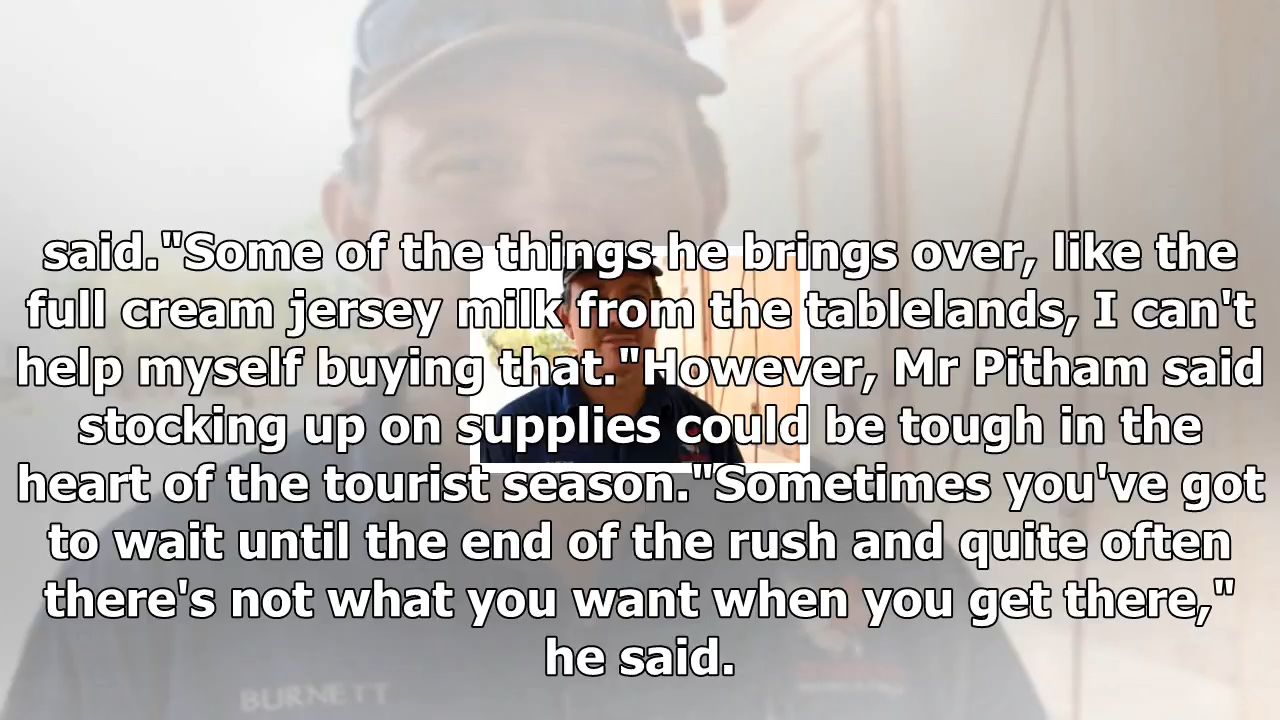 said."Some of the things he brings over, like the
full cream jersey milk from the tablelands, I can't
help myself buying that."However, Mr Pitham said
stocking up on supplies could be tough in the
heart of the tourist season."Sometimes you've got
to wait until the end of the rush and quite often
there's not what you want when you get there,"
he said.
BURNETT